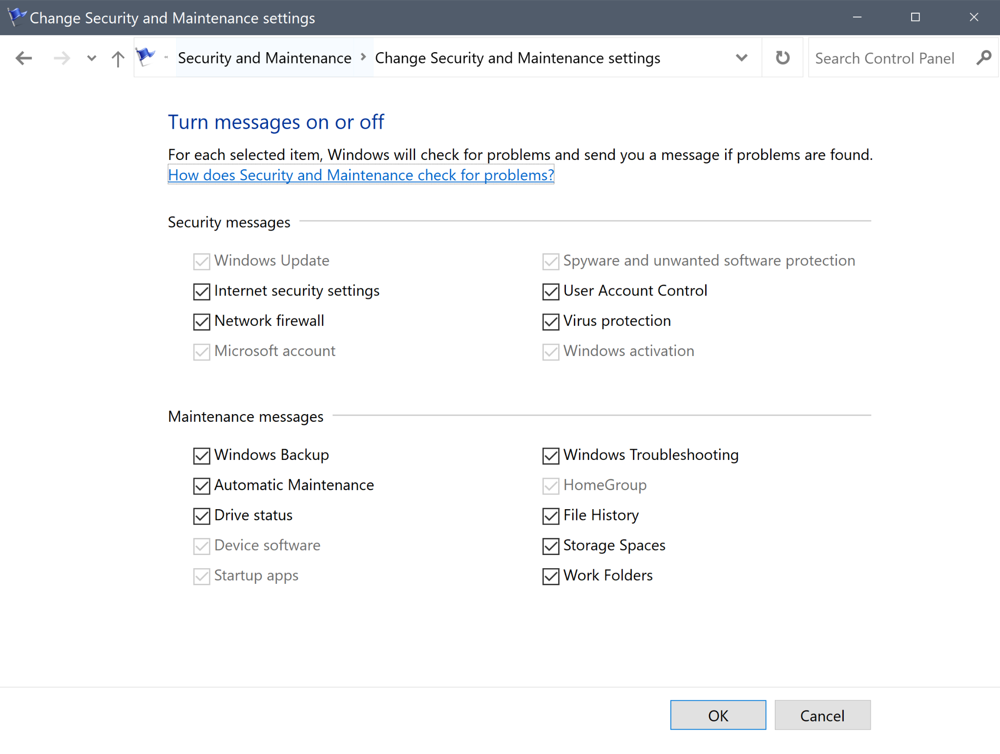 Change Security and Maintenance settings
« Security and Maintenance › Change Security and Maintenance settings
Search Control Panel
Turn messages on or off
For each selected item, Windows will check for problems and send you a message if problems are found.
How does Security and Maintenance check for problems?
Security messages
Windows Update
Spyware and unwanted software protection
Internet security settings
User Account Control
Network firewall
Virus protection
Microsoft account
Windows activation
Maintenance messages
Windows Backup
Windows Troubleshooting
Automatic Maintenance
HomeGroup
Drive status
File History
Device software
Storage Spaces
Startup apps
Work Folders
OK
Cancel